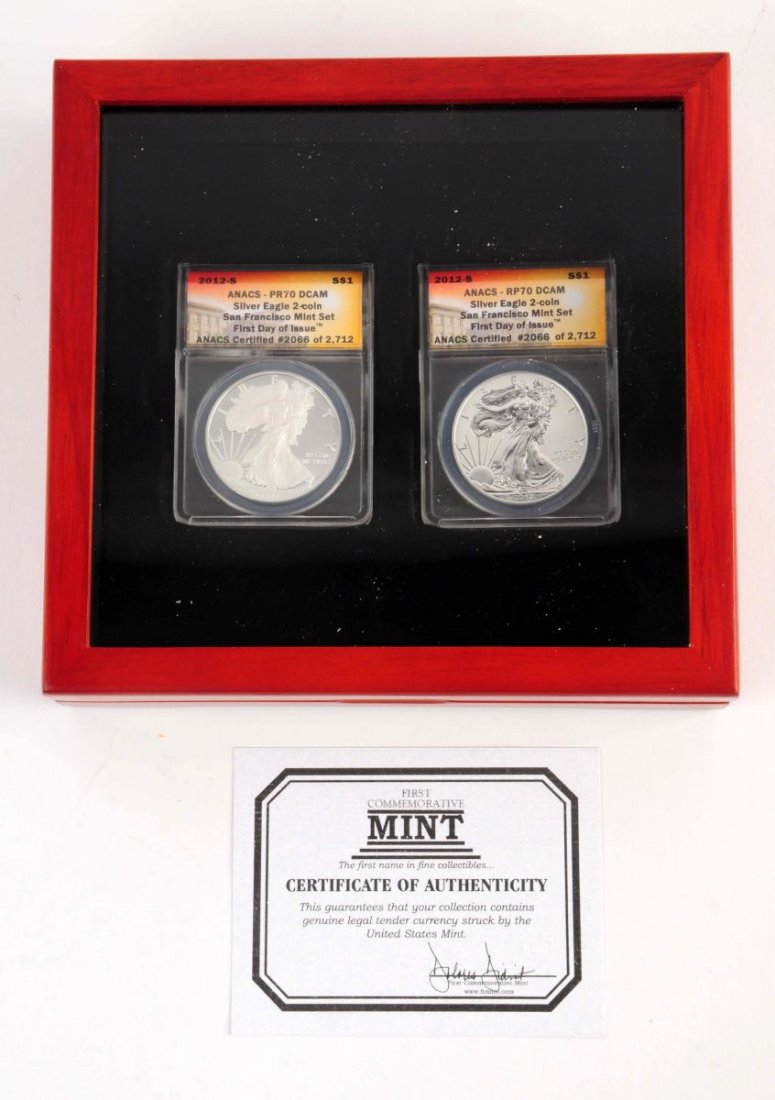 2012-S S$1
ANACS - PR70 DCAM
Silver Eagle 2-coin
San Francisco Mint Set
First Day of Issue™
ANACS Certified #2066 of 2,712
LIBERTY
2012-S S$1
ANACS - RP70 DCAM
Silver Eagle 2-coin
San Francisco Mint Set
First Day of Issue™
ANACS Certified #2066 of 2,712
LIBERTY
2012
FIRST
COMMEMORATIVE
MINT
The first name in fine collectibles...
CERTIFICATE OF AUTHENTICITY
This guarantees that your collection contains
genuine legal tender currency struck by the
United States Mint.
First Commemorative Mint